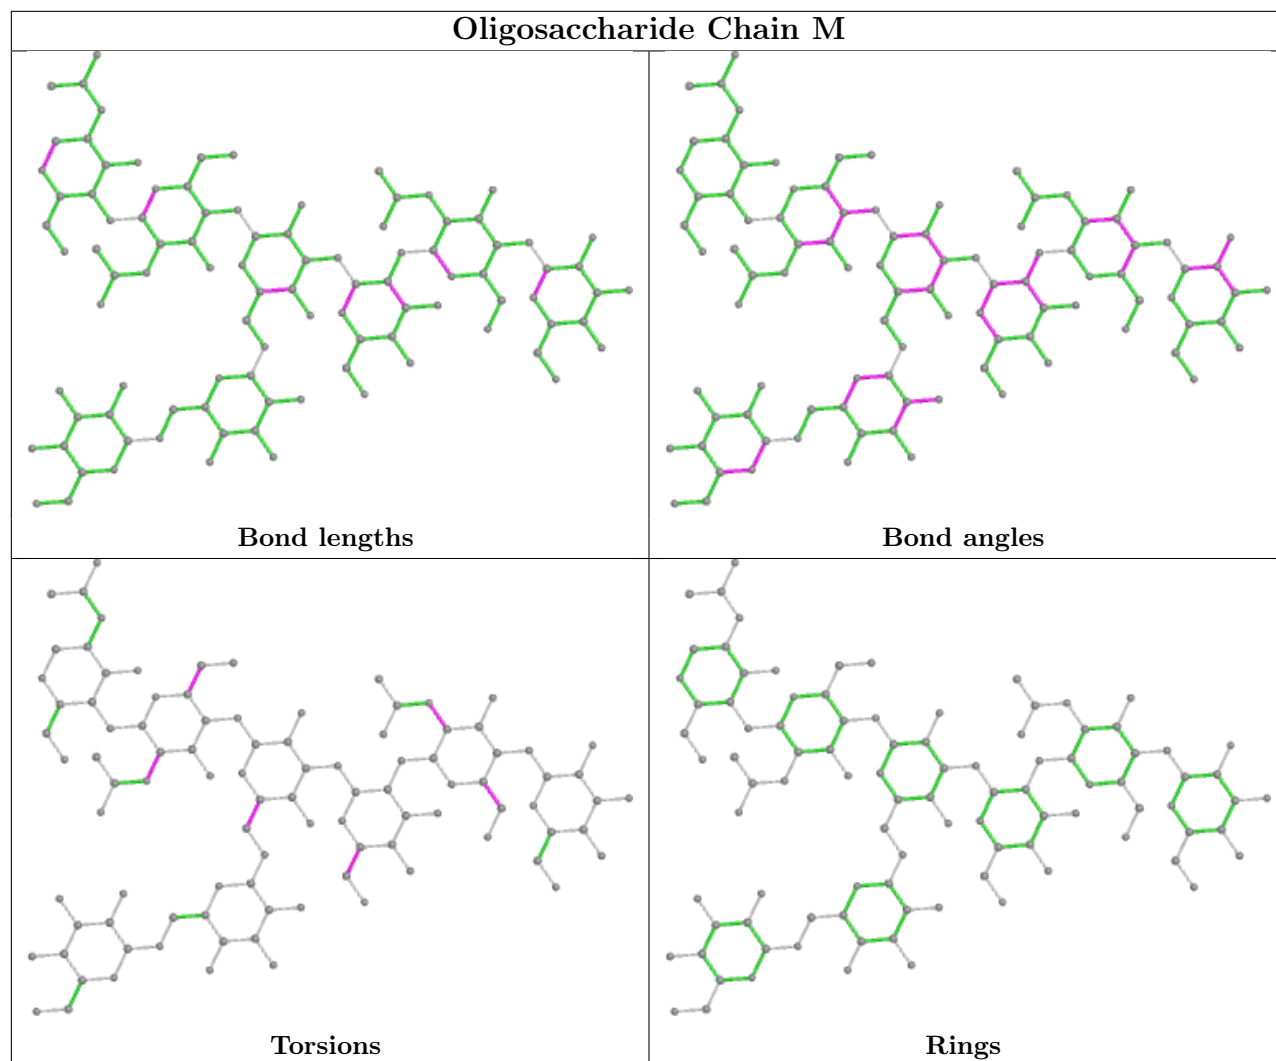 Oligosaccharide Chain M
Bond lengths
Bond angles
Torsions
Rings